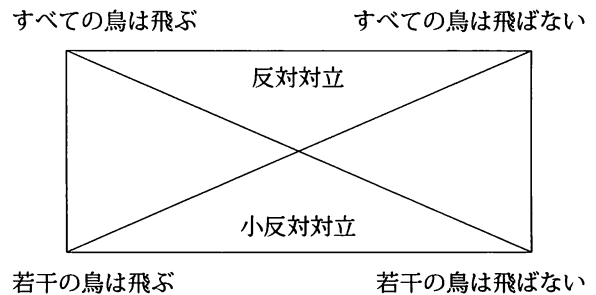 すべての鳥は飛ぶ
すべての鳥は飛ばない
反対対立
小反対対立
若干の鳥は飛ぶ
若干の鳥は飛ばない